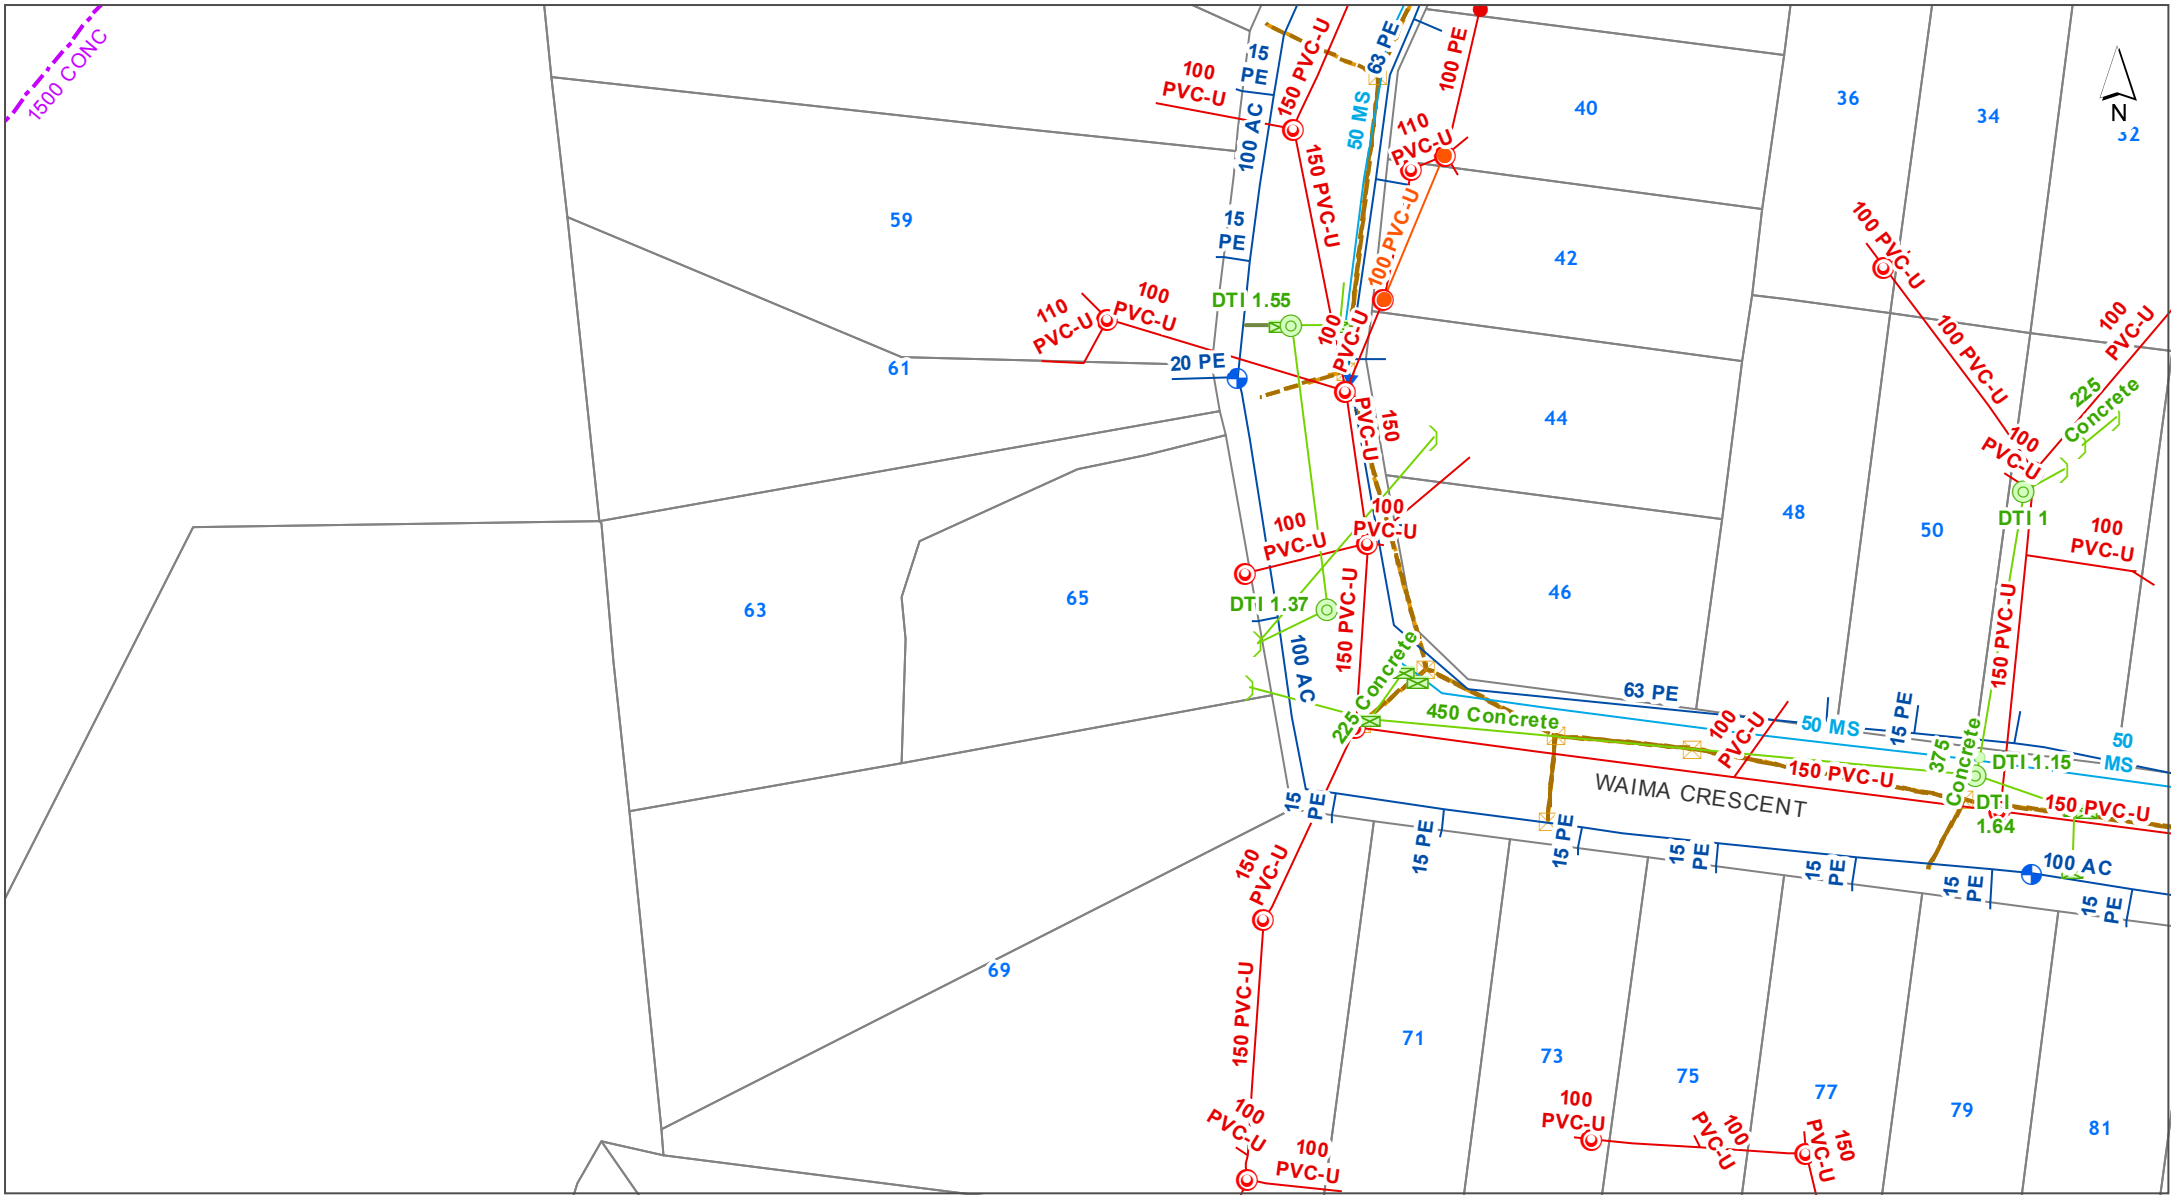 1500 CONC
15
PE
100
PVC-U
150 PVC-U
63 PE
100 PE
100 AC
50 MS
110
PVC-U
150 PVC-U
40
36
34
32
N
59
15
PE
100 PVC-U
42
100 PVC-U
DTI 1.55
110
PVC-U
100
PVC-U
100
PVC-U
20 PE
61
100 PVC-U
100
PVC-U
225
Concrete
150
PVC-U
44
100
PVC-U
48
50
DTI 1
100
PVC-U
100
PVC-U
100
PVC-U
63
65
DTI 1.37
150 PVC-U
46
150 PVC-U
100 AC
225 Concrete
63 PE
450 Concrete
100
PVC-U
50 MS
15 PE
375
Concrete
50
MS
DTI 1.15
150 PVC-U
WAIMA CRESCENT
DTI
1.64
150 PVC-U
15
PE
15 PE
15
PE
15
PE
15
PE
15
PE
100 AC
15
PE
150
PVC-U
69
150 PVC-U
71
73
75
77
79
81
100
PVC-U
100
PVC-U
100
PVC-U
100
PVC-U
150
PVC-U